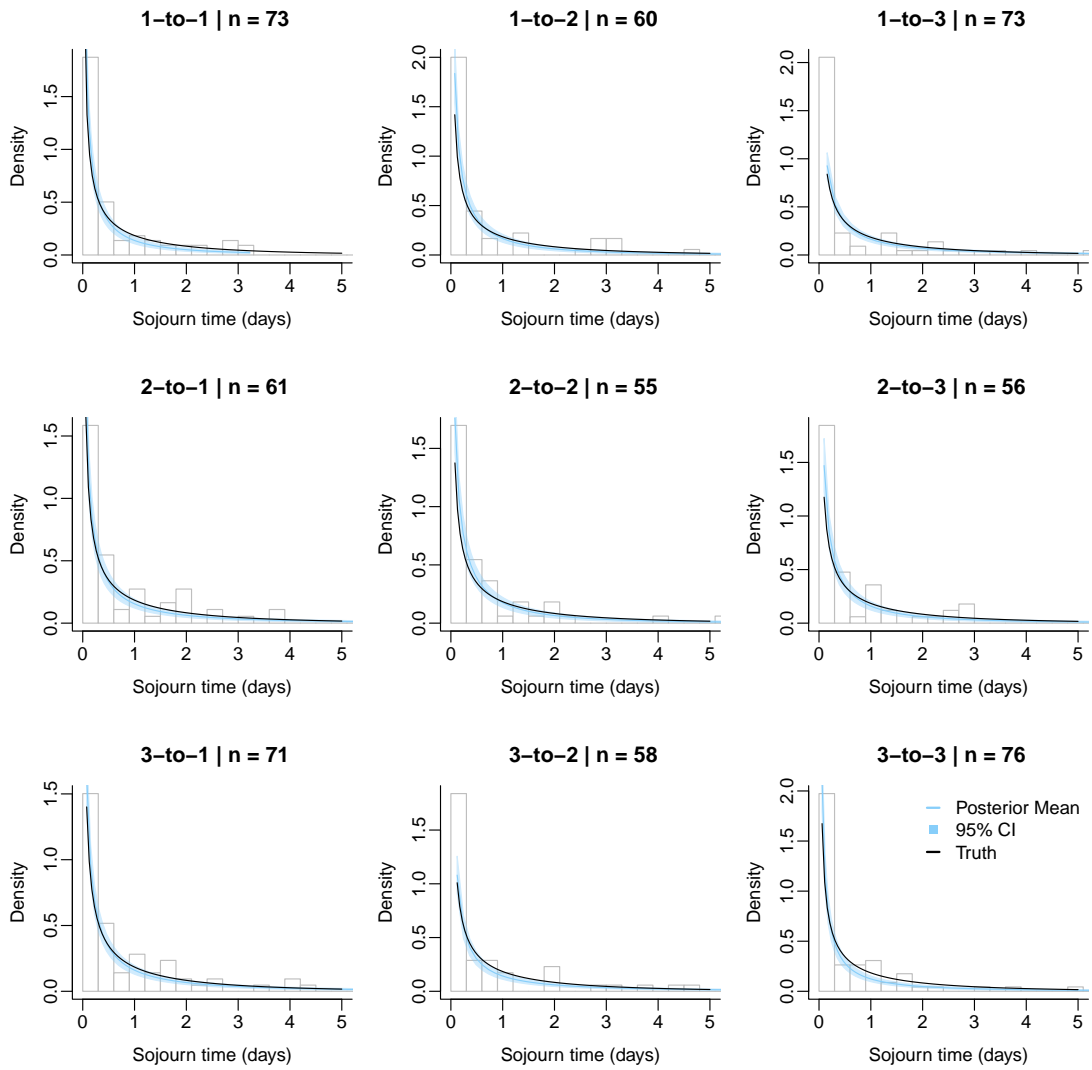 1−to−1 | n = 73
1−to−2 | n = 60
1−to−3 | n = 73
Density
0.0 0.5 1.0 1.5
0 1 2 3 4 5
Sojourn time (days)
Density
0.0 0.5 1.0 1.5 2.0
0 1 2 3 4 5
Sojourn time (days)
Density
0.0 0.5 1.0 1.5 2.0
0 1 2 3 4 5
Sojourn time (days)
2−to−1 | n = 61
2−to−2 | n = 55
2−to−3 | n = 56
Density
0.0 0.5 1.0 1.5
0 1 2 3 4 5
Sojourn time (days)
Density
0.0 0.5 1.0 1.5
0 1 2 3 4 5
Sojourn time (days)
Density
0.0 0.5 1.0 1.5
0 1 2 3 4 5
Sojourn time (days)
3−to−1 | n = 71
3−to−2 | n = 58
3−to−3 | n = 76
Density
0.0 0.5 1.0 1.5
0 1 2 3 4 5
Sojourn time (days)
Density
0.0 0.5 1.0 1.5
0 1 2 3 4 5
Sojourn time (days)
Density
0.0 0.5 1.0 1.5 2.0
Posterior Mean
95% CI
Truth
0 1 2 3 4 5
Sojourn time (days)